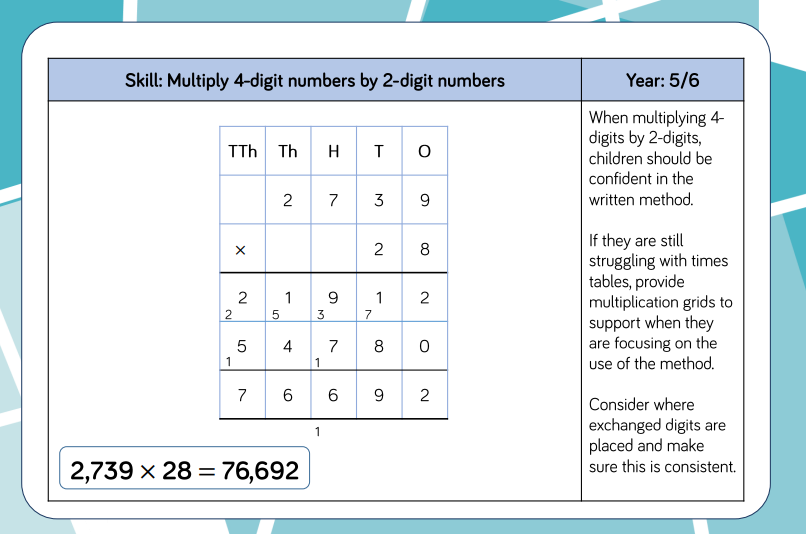 Skill: Multiply 4-digit numbers by 2-digit numbers
Year: 5/6
TTh Th H T O
2 7 3 9
× 2 8
2 1 9 1 2
2 5 3 7
5 4 7 8 0
1 1
7 6 6 9 2
1
2,739 × 28 = 76,692
When multiplying 4-
digits by 2-digits,
children should be
confident in the
written method.
If they are still
struggling with times
tables, provide
multiplication grids to
support when they
are focusing on the
use of the method.
Consider where
exchanged digits are
placed and make
sure this is consistent.